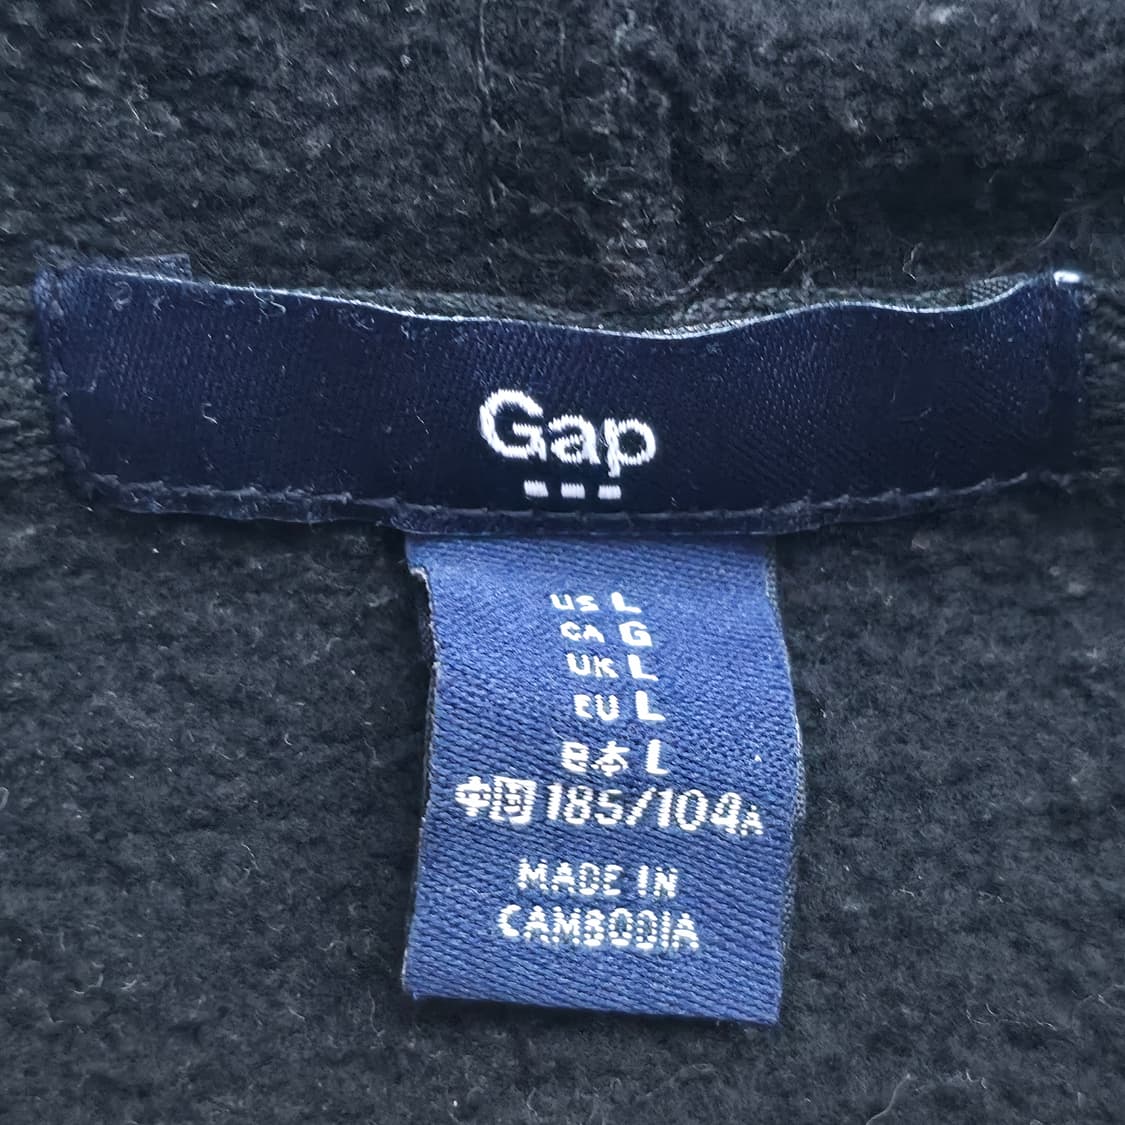 Gap
US L
CA G
UK L
EU L
日本 L
中国 185/104A
MADE IN
CAMBODIA